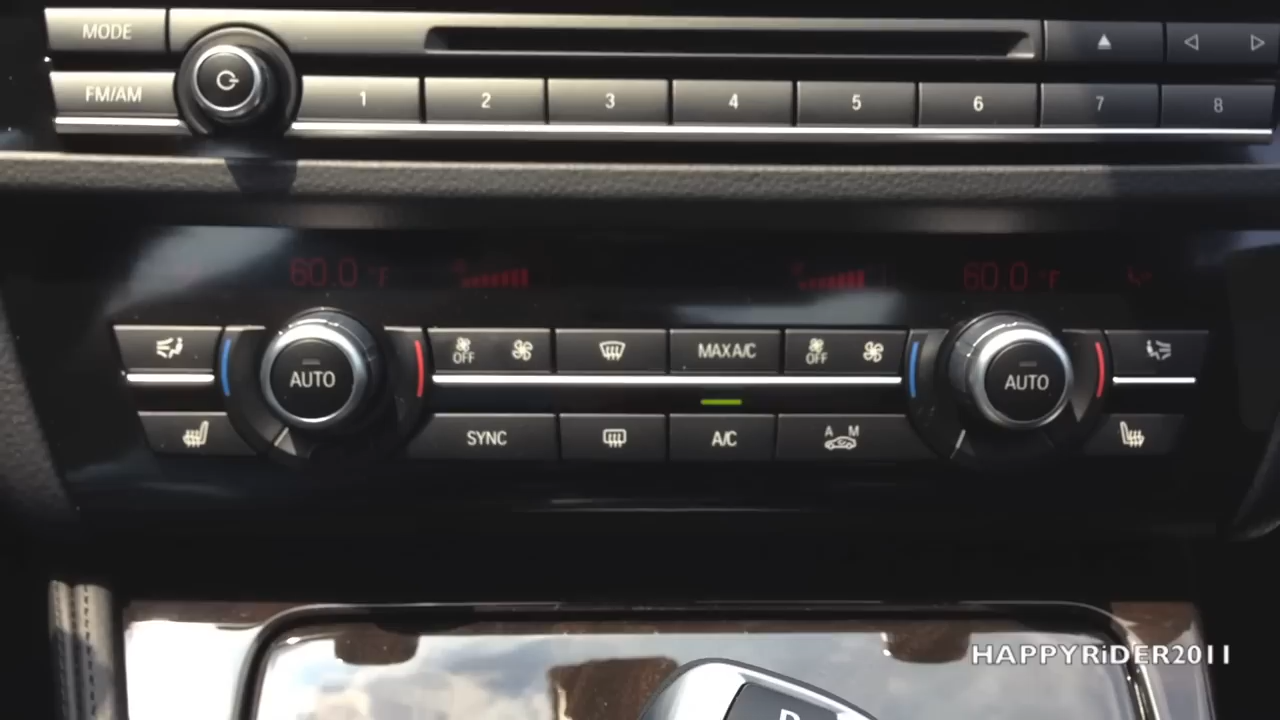 MODE
FM/AM 1 2 3 4 5 6 7 8
60.0 °F 60.0 °F
OFF MAX A/C OFF
AUTO AUTO
SYNC A/C A M
HAPPYRiDER2011